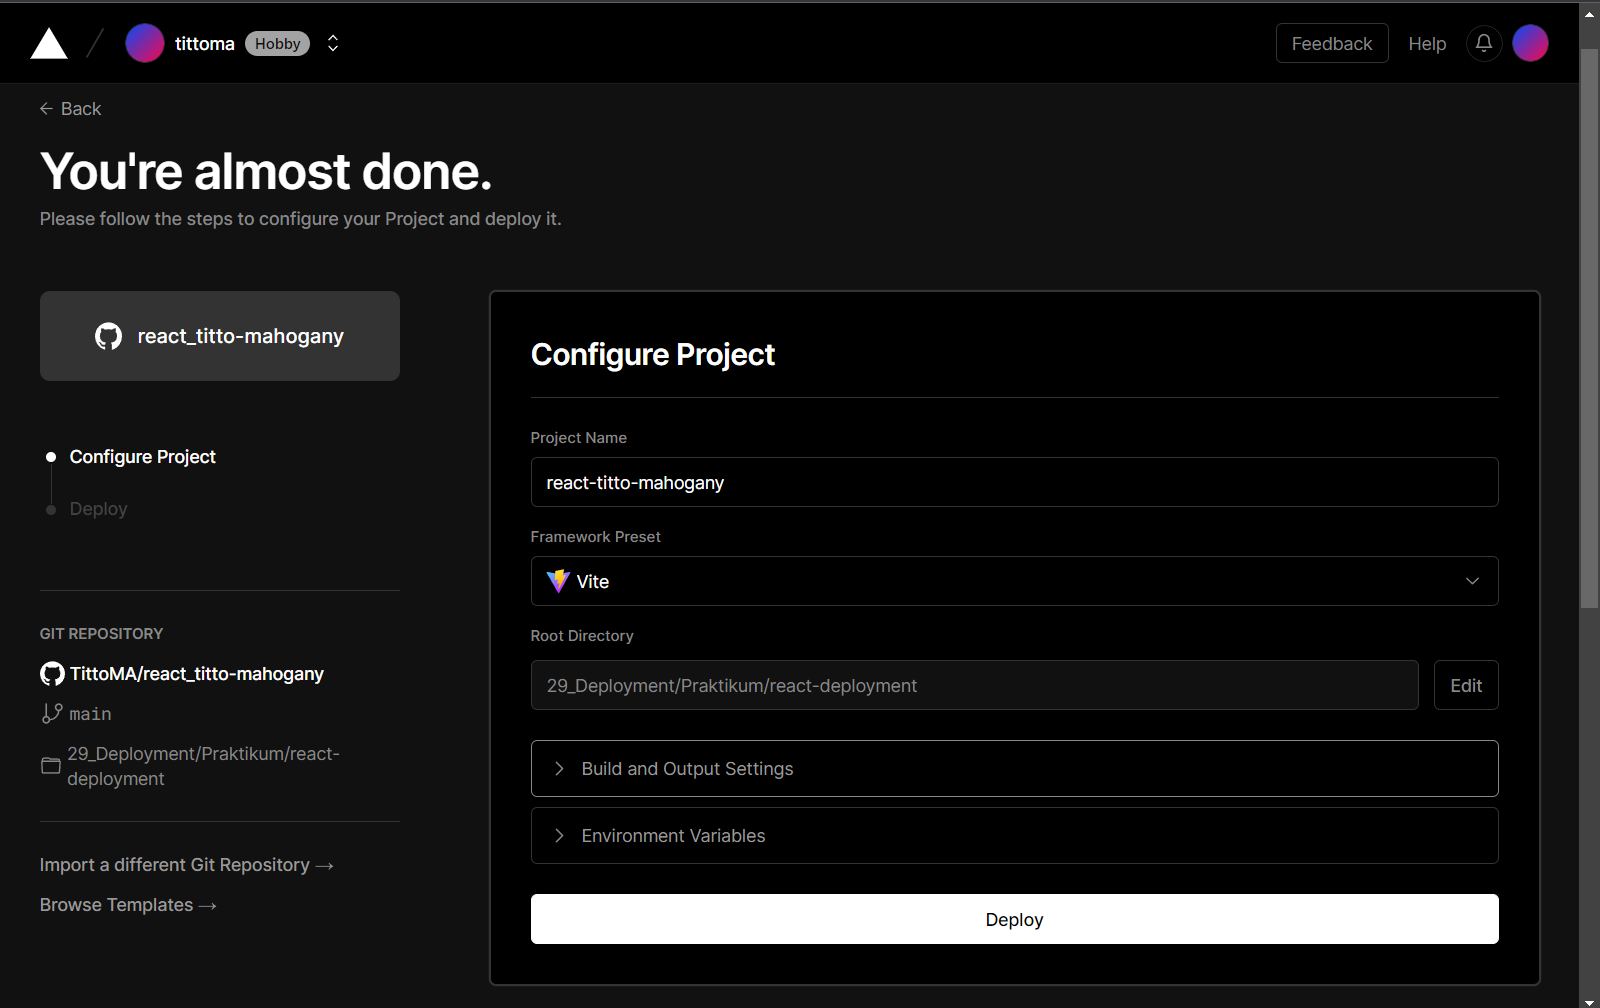 tittoma Hobby
Feedback Help
← Back
You're almost done.
Please follow the steps to configure your Project and deploy it.
react_titto-mahogany
Configure Project
Deploy
GIT REPOSITORY
TittoMA/react_titto-mahogany
main
29_Deployment/Praktikum/react-
deployment
Import a different Git Repository →
Browse Templates →
Configure Project
Project Name
react-titto-mahogany
Framework Preset
Vite
Root Directory
29_Deployment/Praktikum/react-deployment
Edit
Build and Output Settings
Environment Variables
Deploy